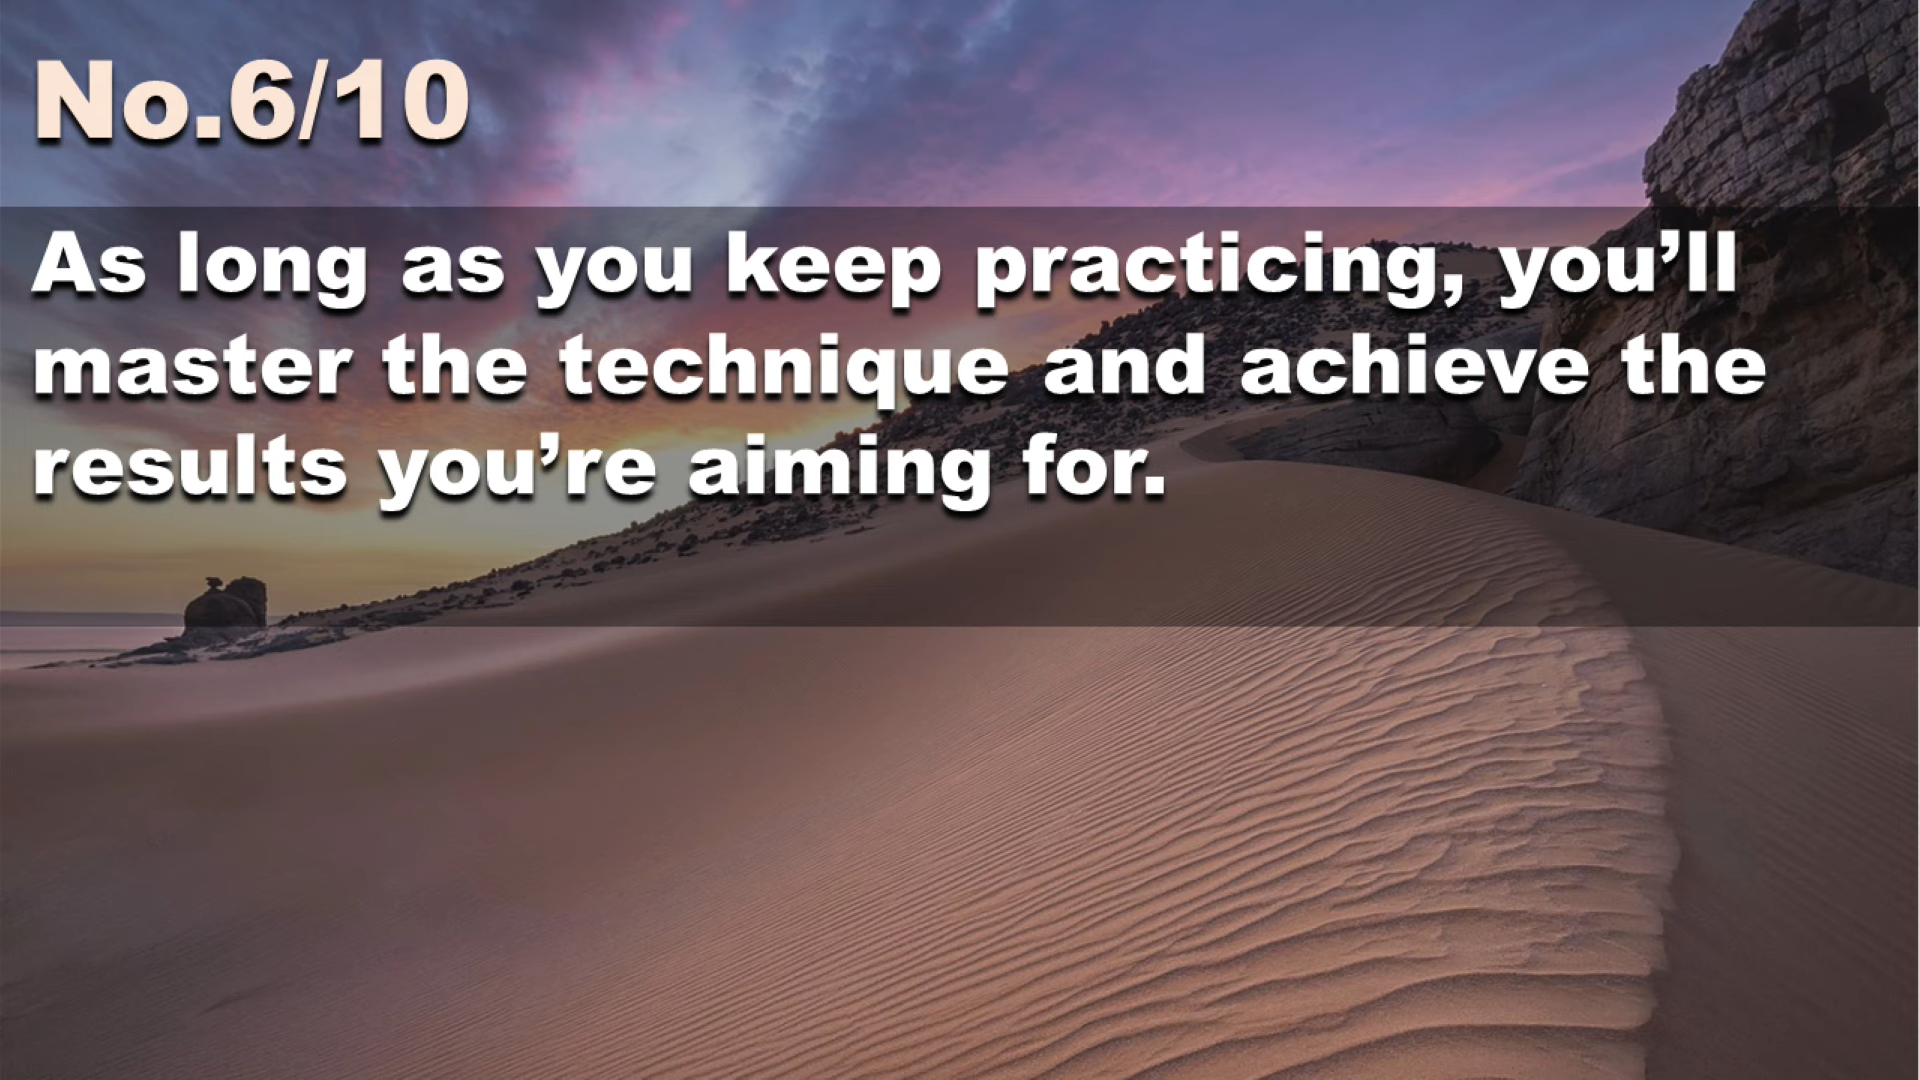 No.6/10
As long as you keep practicing, you’ll
master the technique and achieve the
results you’re aiming for.